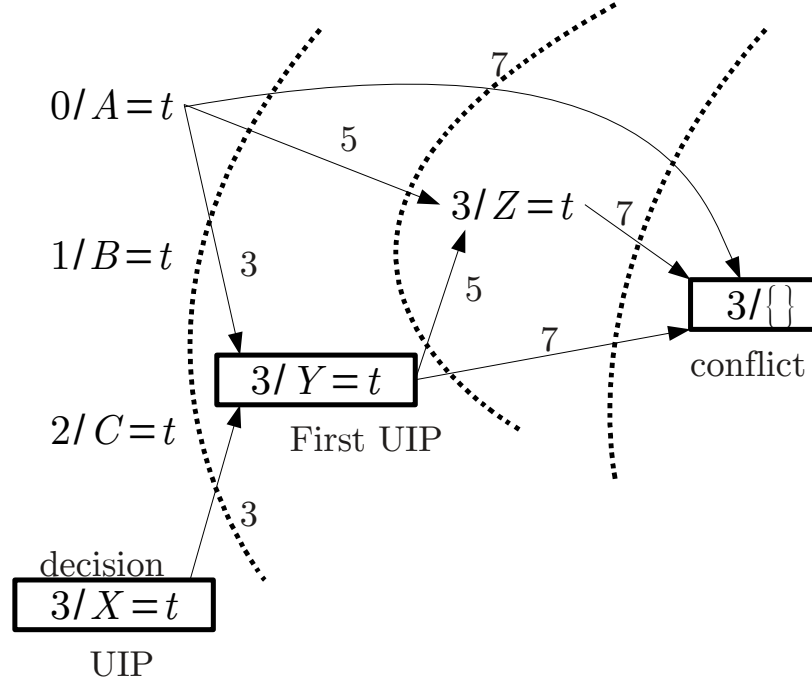 7
0/A=t
5
3/Z=t
7
1/B=t
3
5
3/{}
7
conflict
3/Y=t
2/C=t
First UIP
3
decision
3/X=t
UIP